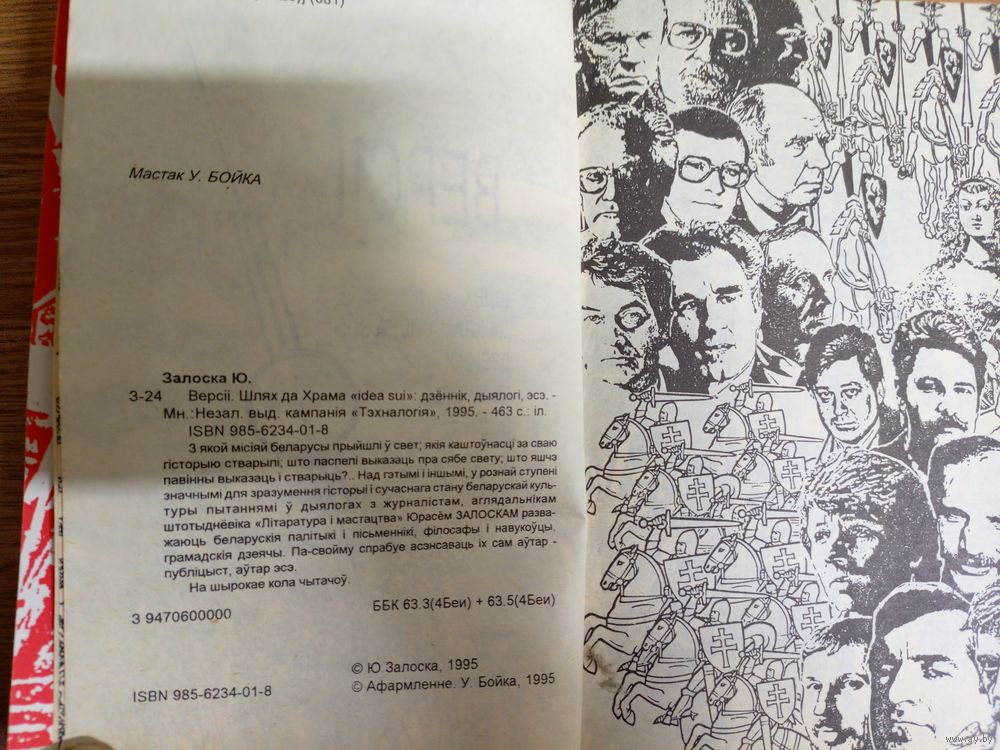 Мастак У. БОЙКА
Залоска Ю.
З-24 Версіі. Шлях да Храма «idea sui»: дзённік, дыялогі, эсэ. -
Мн.: Незал. выд. кампанія «Тэхналогія», 1995. - 463 с.: іл.
ISBN 985-6234-01-8
З якой місіяй беларусы прыйшлі ў свет; якія каштоўнасці за сваю
гісторыю стварылі; што паспелі выказаць пра сябе свету; што яшчэ
павінны выказаць і стварыць?.. Над гэтымі і іншымі, у рознай ступені
значнымі для зразумення гісторыі і сучаснага стану беларускай куль-
туры пытаннямі ў дыялогах з журналістам, аглядальнікам
штотыднёвіка «Літаратура і мастацтва» Юрасём ЗАЛОСКАМ разва-
жаюць беларускія палітыкі і пісьменнікі, філосафы і навукоўцы,
грамадскія дзеячы. Па-свойму спрабуе асэнсаваць іх сам аўтар -
публіцыст, аўтар эсэ.
На шырокае кола чытачоў.
З 9470600000
ББК 63.3(4Беи) + 63.5(4Беи)
© Ю Залоска, 1995
ISBN 985-6234-01-8
© Афармленне. У. Бойка, 1995
www.ay.by